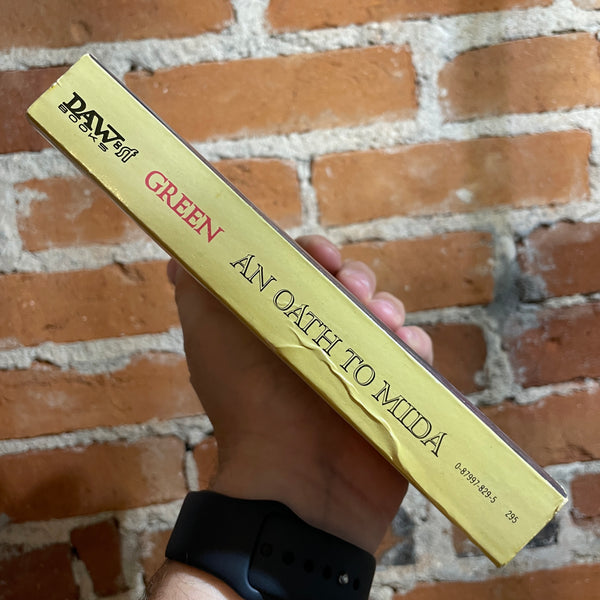 DAW
BOOKS
sf
GREEN
AN OATH TO MIDA
0-87997-829-5
295